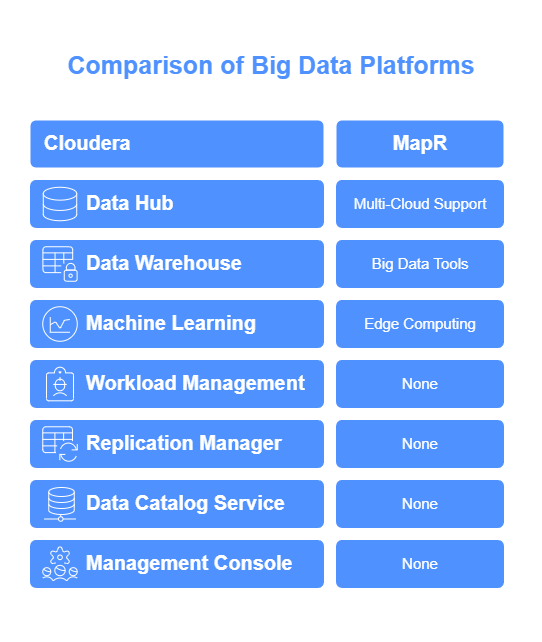 Comparison of Big Data Platforms
Cloudera MapR
Data Hub Multi-Cloud Support
Data Warehouse Big Data Tools
Machine Learning Edge Computing
Workload Management None
Replication Manager None
Data Catalog Service None
Management Console None